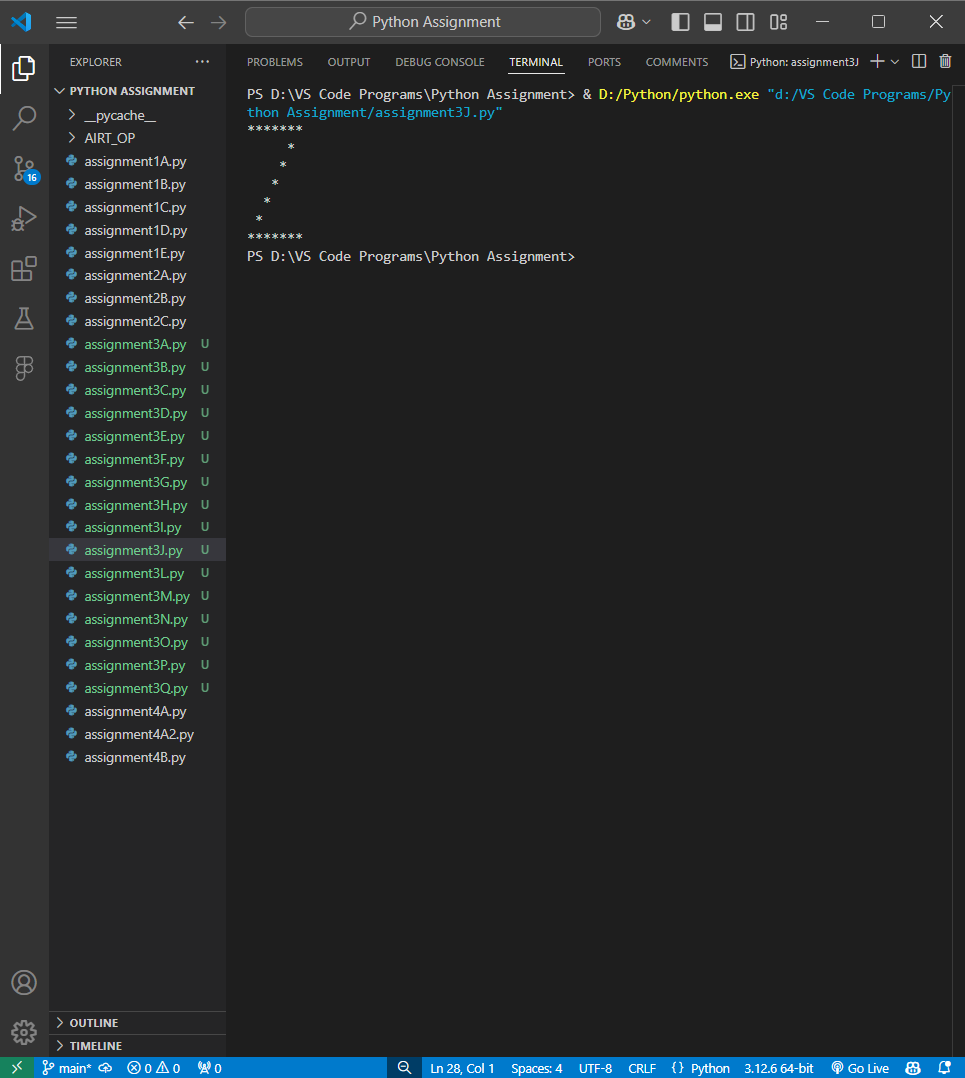 Python Assignment
EXPLORER
PYTHON ASSIGNMENT
__pycache__
AIRT_OP
assignment1A.py
assignment1B.py
assignment1C.py
assignment1D.py
assignment1E.py
assignment2A.py
assignment2B.py
assignment2C.py
assignment3A.py U
assignment3B.py U
assignment3C.py U
assignment3D.py U
assignment3E.py U
assignment3F.py U
assignment3G.py U
assignment3H.py U
assignment3I.py U
assignment3J.py U
assignment3L.py U
assignment3M.py U
assignment3N.py U
assignment3O.py U
assignment3P.py U
assignment3Q.py U
assignment4A.py
assignment4A2.py
assignment4B.py
OUTLINE
TIMELINE
16
PROBLEMS OUTPUT DEBUG CONSOLE TERMINAL PORTS COMMENTS Python: assignment3J
PS D:\VS Code Programs\Python Assignment> & D:/Python/python.exe "d:/VS Code Programs/Py
thon Assignment/assignment3J.py"
*******
     *
    *
   *
  *
 *
*******
PS D:\VS Code Programs\Python Assignment>
main* 0 0 0 Ln 28, Col 1 Spaces: 4 UTF-8 CRLF { } Python 3.12.6 64-bit Go Live